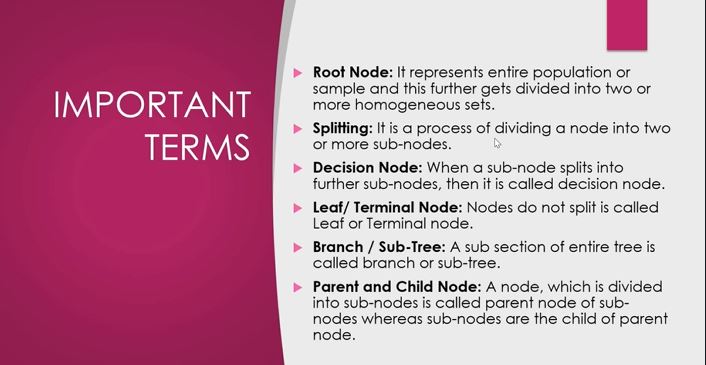 IMPORTANT
TERMS
Root Node: It represents entire population or
sample and this further gets divided into two or
more homogeneous sets.
Splitting: It is a process of dividing a node into two
or more sub-nodes.
Decision Node: When a sub-node splits into
further sub-nodes, then it is called decision node.
Leaf/ Terminal Node: Nodes do not split is called
Leaf or Terminal node.
Branch / Sub-Tree: A sub section of entire tree is
called branch or sub-tree.
Parent and Child Node: A node, which is divided
into sub-nodes is called parent node of sub-
nodes whereas sub-nodes are the child of parent
node.